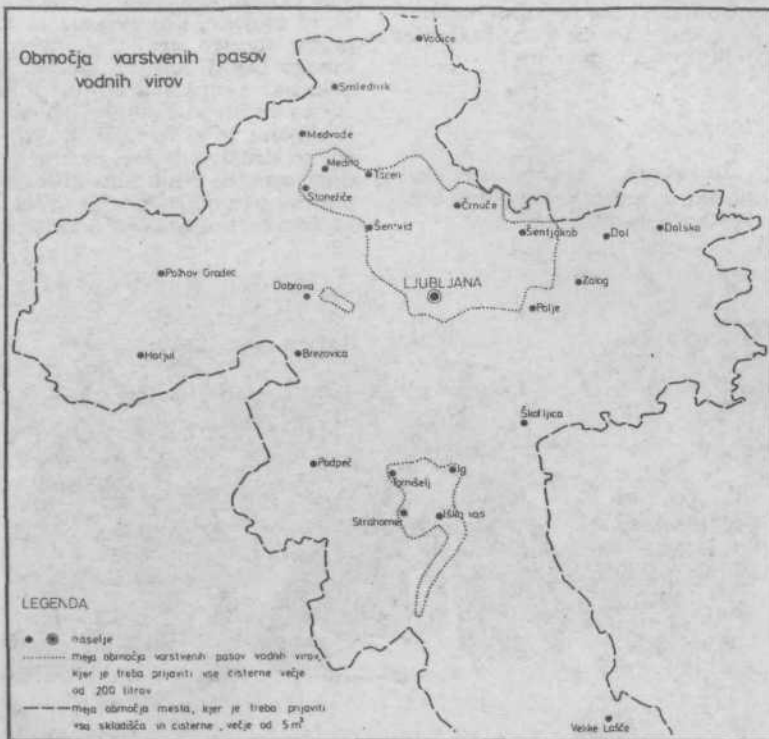 Območja varstvenih pasov
vodnih virov
Vodice
Smlednik
Medvode
Medno
Tacen
Stanežiče
Črnuče
Šentvid
Šentjakob
Dol
Dolsko
Polhov Gradec
Dobrova
LJUBLJANA
Zalog
Polje
Horjul
Brezovica
Škofljica
Podpeč
Ig
Tomišelj
Strahomer
Iška vas
LEGENDA
naselje
meja območja varstvenih pasov vodnih virov,
kjer je treba prijaviti vse cisterne večje
od 200 litrov
meja območja mesta, kjer je treba prijaviti
vsa skladišča in cisterne, večje od 5 m³
Velike Lašče